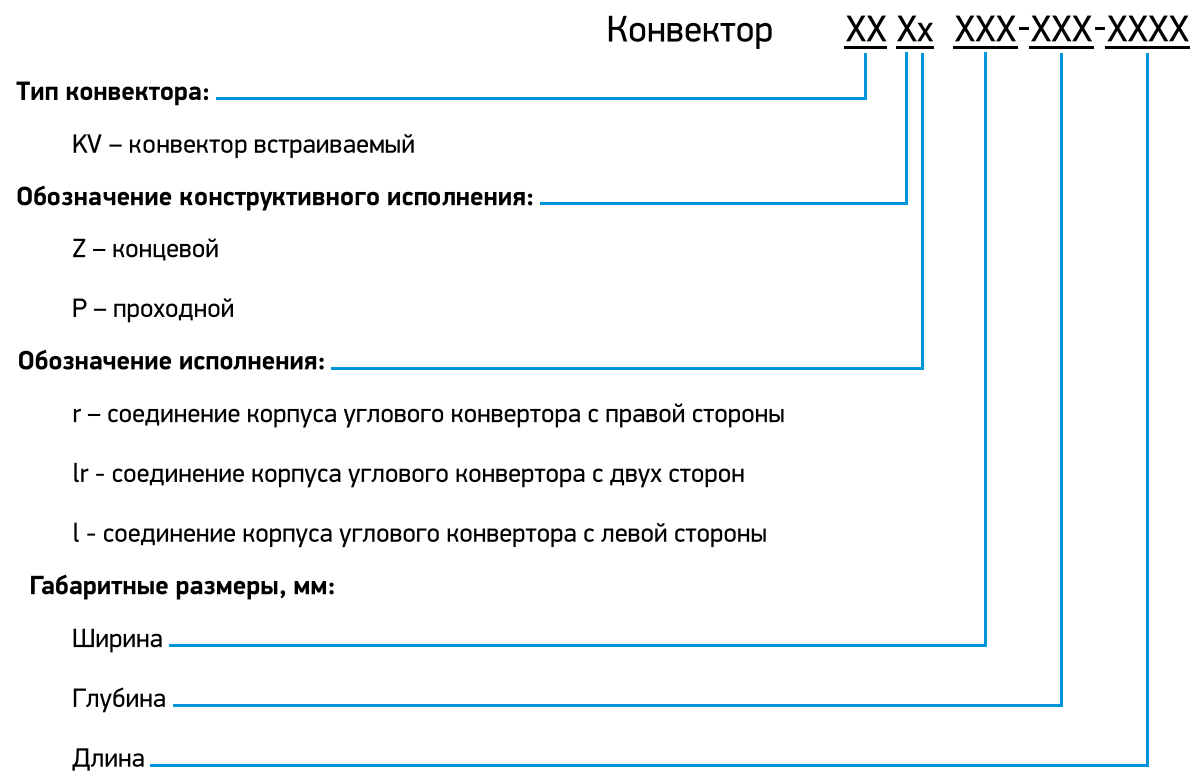 Конвектор XX Xx XXX-XXX-XXXX
Тип конвектора:
KV – конвектор встраиваемый
Обозначение конструктивного исполнения:
Z – концевой
P – проходной
Обозначение исполнения:
r – соединение корпуса углового конвертора с правой стороны
lr - соединение корпуса углового конвертора с двух сторон
l - соединение корпуса углового конвертора с левой стороны
Габаритные размеры, мм:
Ширина
Глубина
Длина